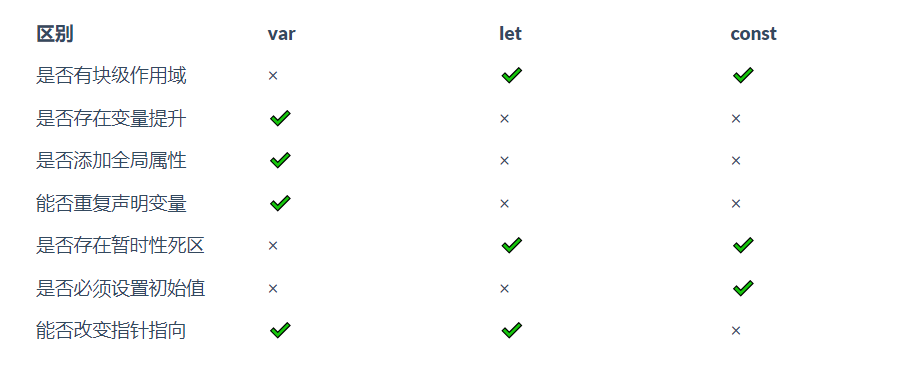 区别 var let const
是否有块级作用域 × ✔ ✔
是否存在变量提升 ✔ × ×
是否添加全局属性 ✔ × ×
能否重复声明变量 ✔ × ×
是否存在暂时性死区 × ✔ ✔
是否必须设置初始值 × × ✔
能否改变指针指向 ✔ ✔ ×